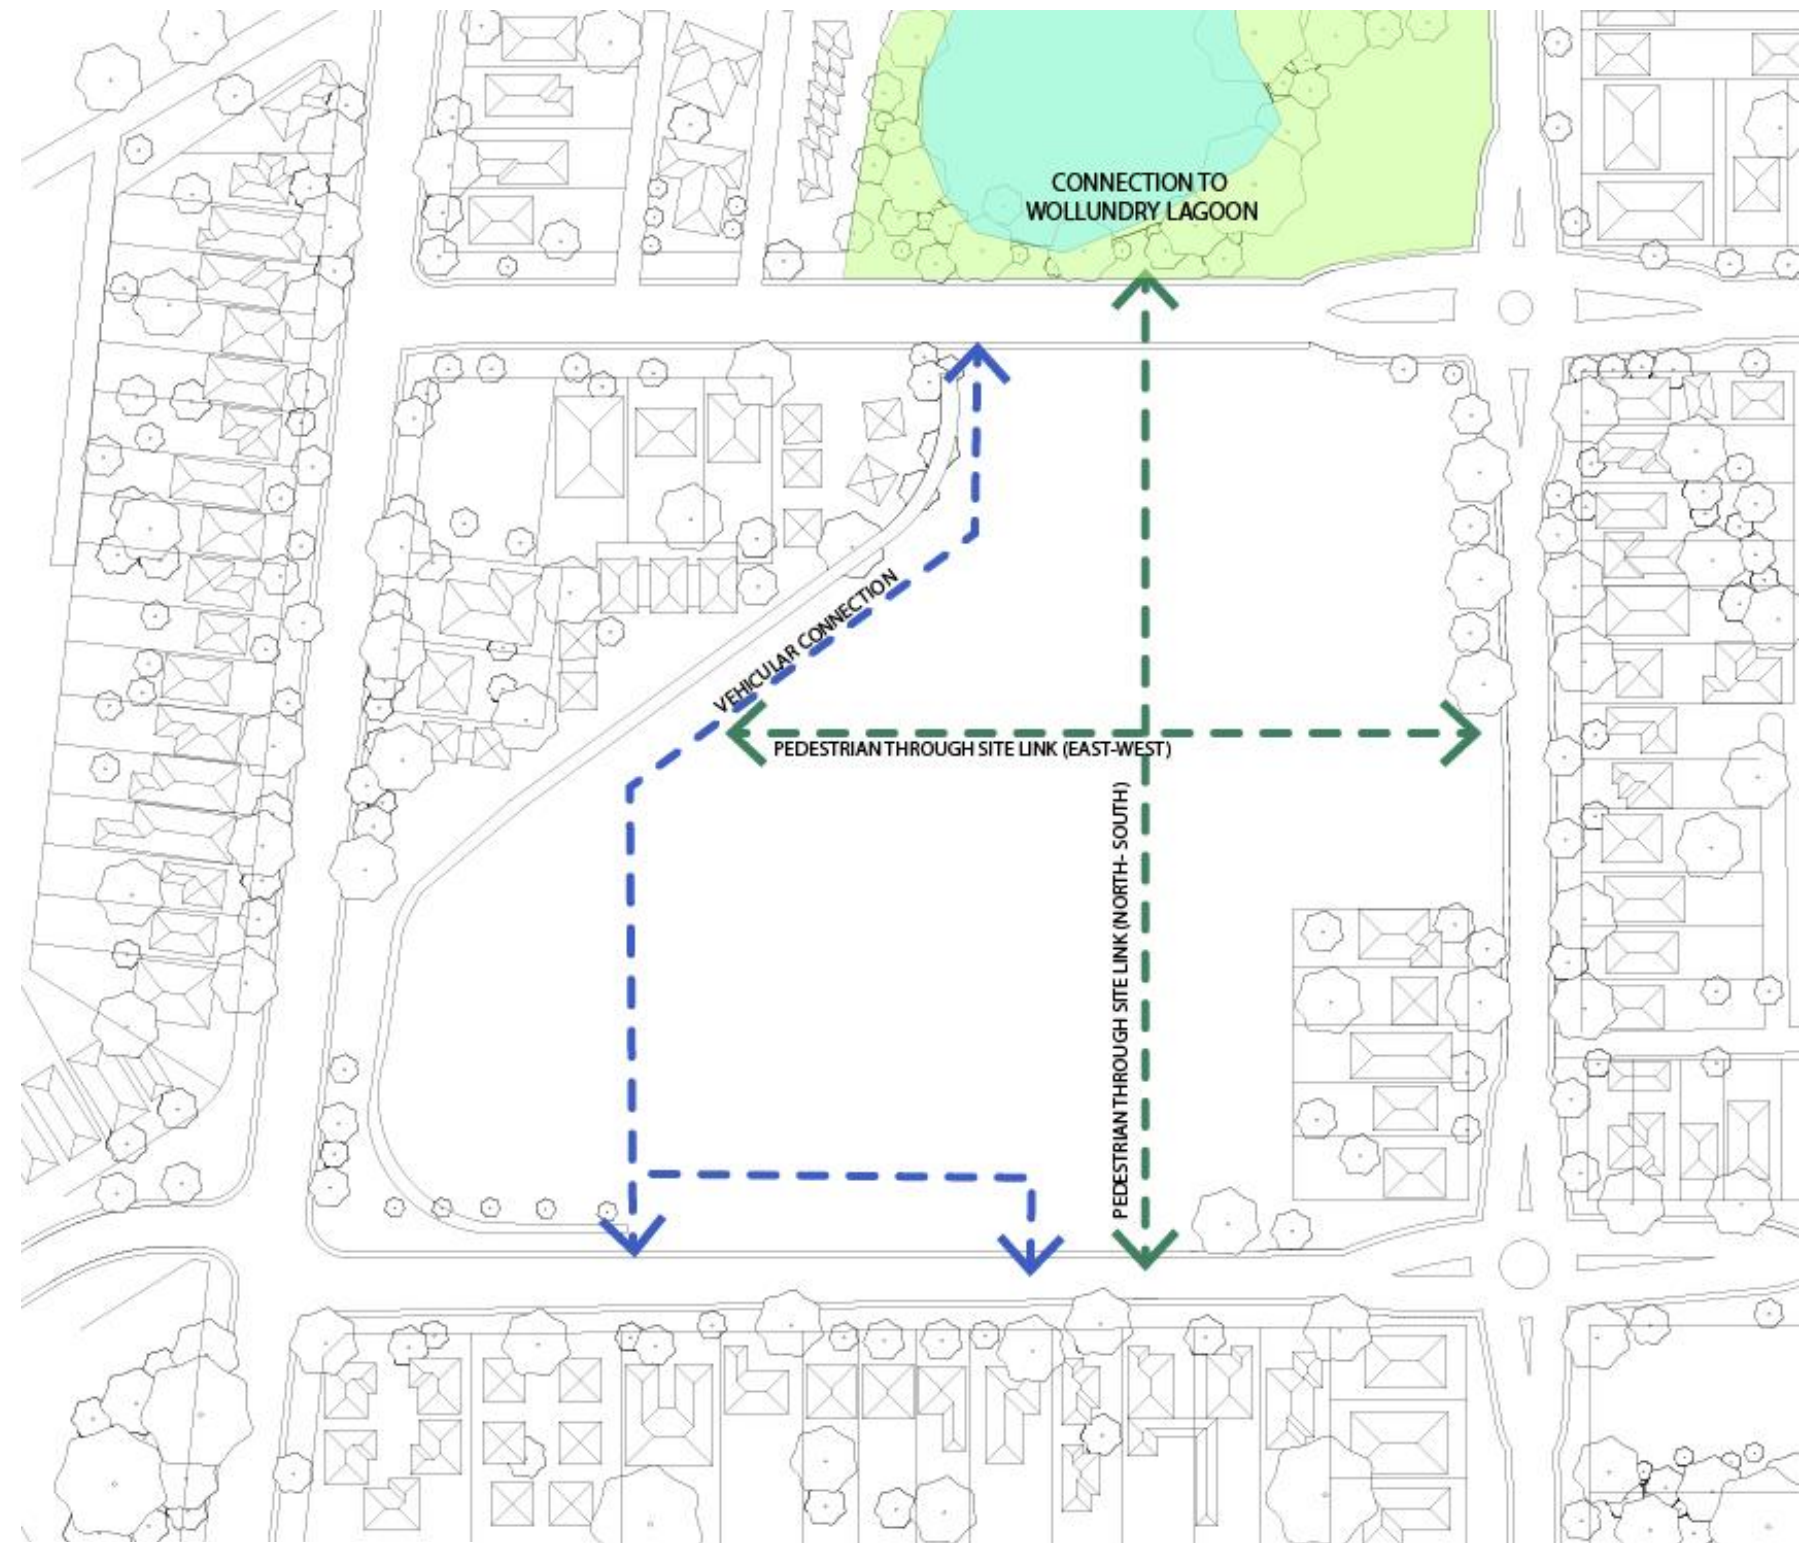 CONNECTION TO
WOLLUNDRY LAGOON
VEHICULAR CONNECTION
PEDESTRIAN THROUGH SITE LINK (EAST-WEST)
PEDESTRIAN THROUGH SITE LINK (NORTH- SOUTH)